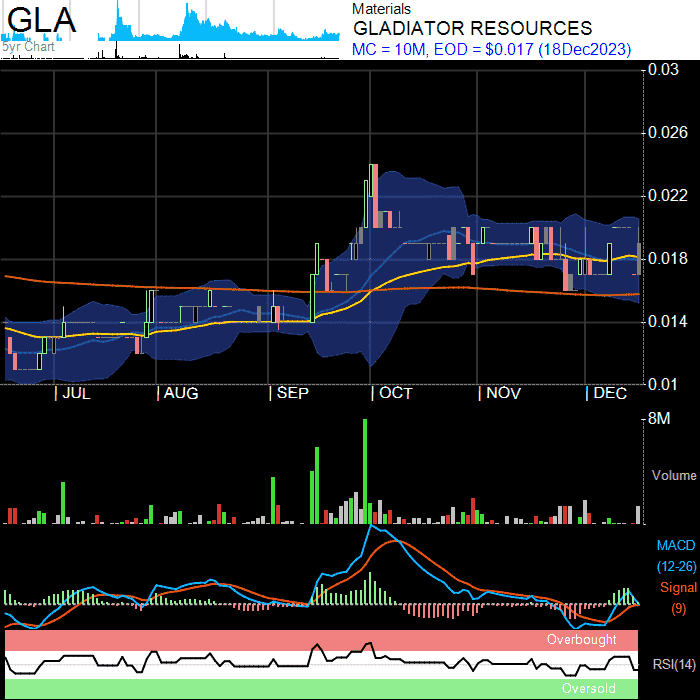 GLA
5yr Chart
Materials
GLADIATOR RESOURCES
MC = 10M, EOD = $0.017 (18Dec2023)
0.03
0.026
0.022
0.018
0.014
0.01
JUL
AUG
SEP
OCT
NOV
DEC
8M
Volume
MACD
(12-26)
Signal
(9)
Overbought
RSI(14)
Oversold